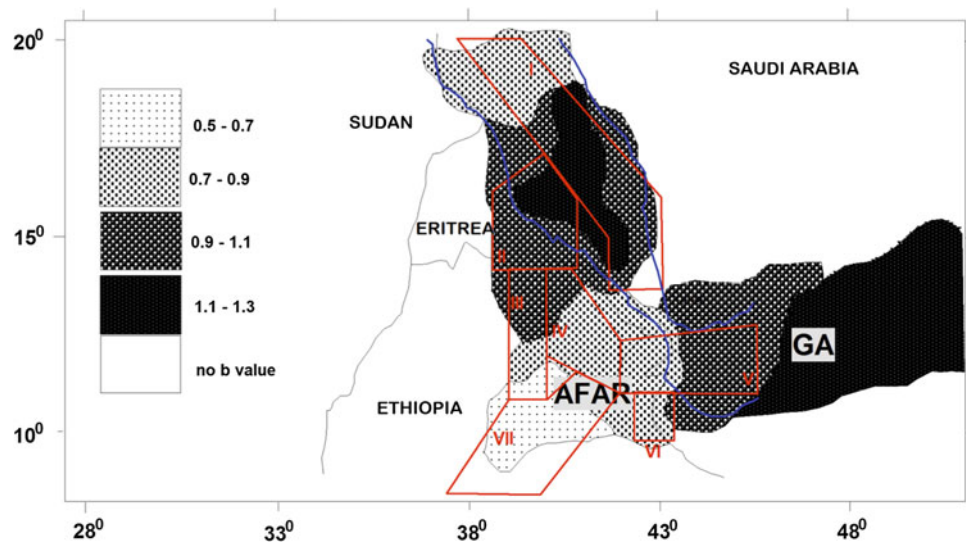 20⁰
15⁰
10⁰
0.5 - 0.7
0.7 - 0.9
0.9 - 1.1
1.1 - 1.3
no b value
SUDAN
SAUDI ARABIA
ERITREA
ETHIOPIA
AFAR
GA
I
II
III
IV
V
VI
VII
28⁰
33⁰
38⁰
43⁰
48⁰